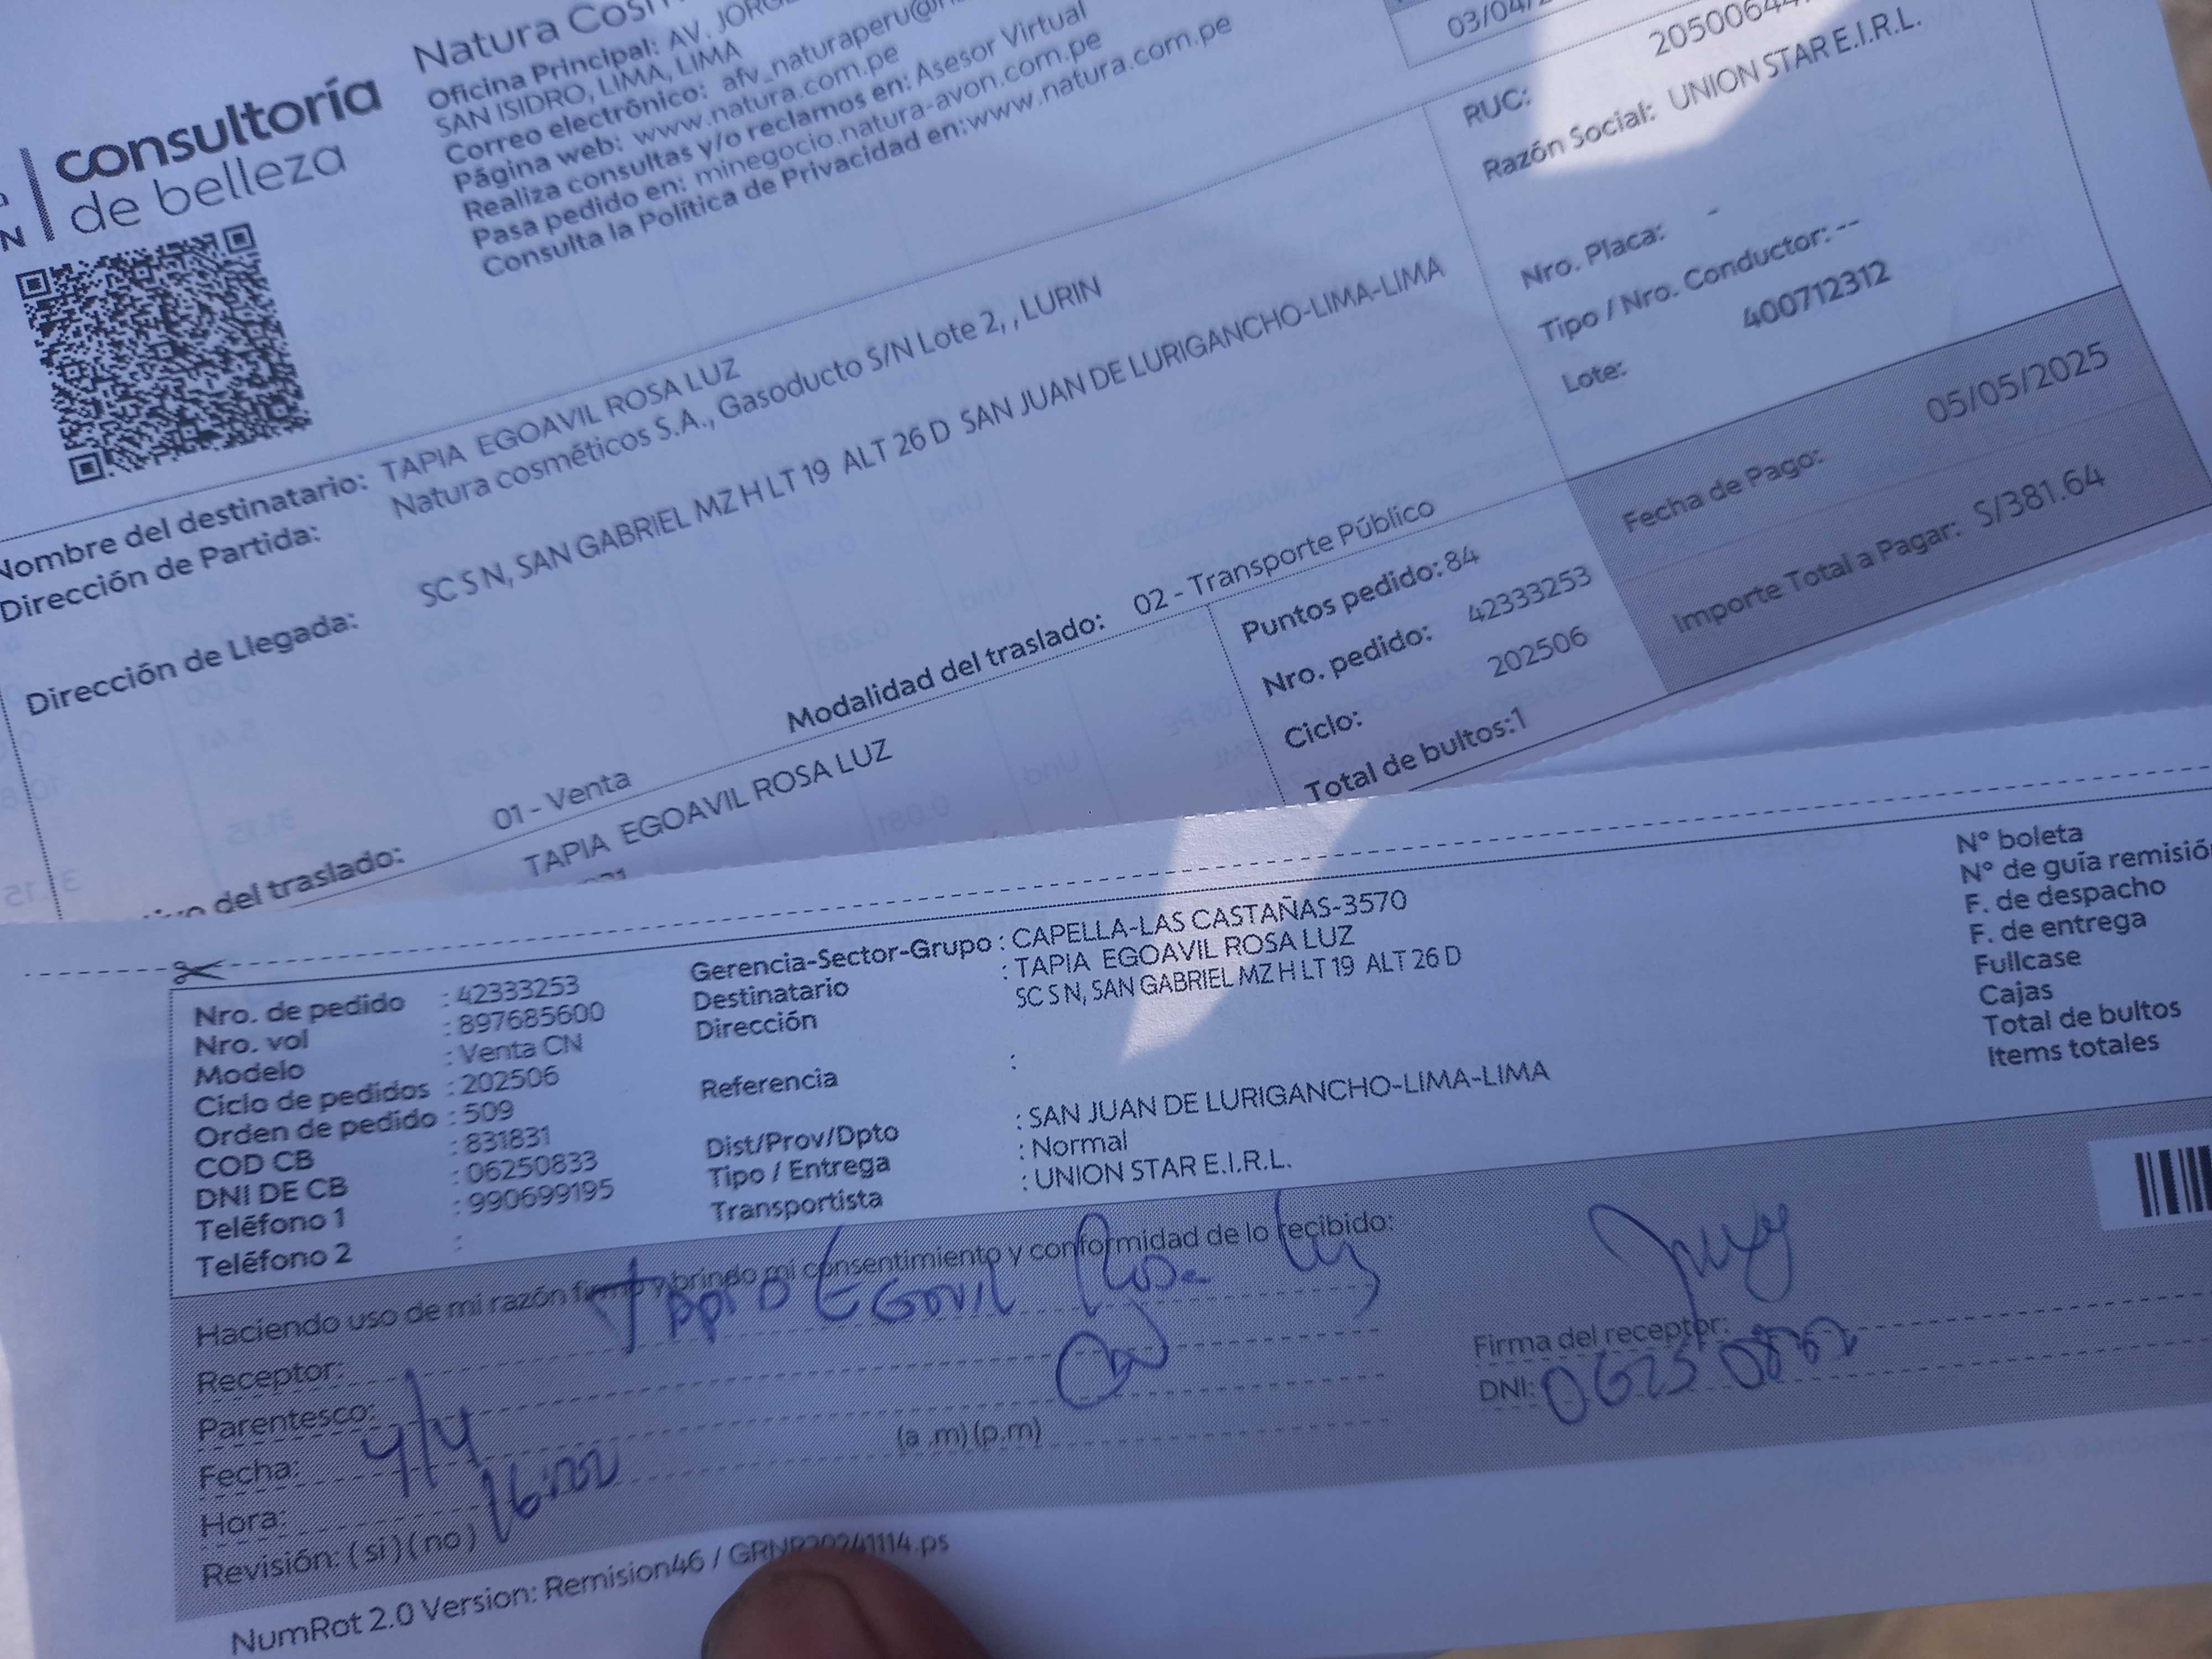 consultoría
de belleza
N
Natura Cosm
Oficina Principal: AV. JORG
SAN ISIDRO, LIMA, LIMA
Correo electrónico: afv_naturaperu@n
Página web: www.natura.com.pe
Realiza consultas y/o reclamos en: Asesor Virtual
Pasa pedido en: minegocio.natura-avon.com.pe
Consulta la Política de Privacidad en:www.natura.com.pe
03/04/2
RUC: 20500644
Razón Social: UNION STAR E.I.R.L.
Nro. Placa: -
Tipo / Nro. Conductor: --
Lote: 400712312
Nombre del destinatario: TAPIA EGOAVIL ROSA LUZ
Dirección de Partida: Natura cosméticos S.A., Gasoducto S/N Lote 2, , LURIN
Dirección de Llegada: SC S N, SAN GABRIEL MZ H LT 19 ALT 26 D SAN JUAN DE LURIGANCHO-LIMA-LIMA
Modalidad del traslado: 02 - Transporte Público
del traslado: 01 - Venta
TAPIA EGOAVIL ROSA LUZ
Puntos pedido: 84
Nro. pedido: 42333253
Ciclo: 202506
Total de bultos:1
Fecha de Pago: 05/05/2025
Importe Total a Pagar: S/381.64
Nro. de pedido : 42333253
Nro. vol : 897685600
Modelo : Venta CN
Ciclo de pedidos : 202506
Orden de pedido : 509
COD CB : 831831
DNI DE CB : 06250833
Teléfono 1 : 990699195
Teléfono 2 :
Gerencia-Sector-Grupo : CAPELLA-LAS CASTAÑAS-3570
Destinatario : TAPIA EGOAVIL ROSA LUZ
Dirección SC S N, SAN GABRIEL MZ H LT 19 ALT 26 D
Referencia :
Dist/Prov/Dpto : SAN JUAN DE LURIGANCHO-LIMA-LIMA
Tipo / Entrega : Normal
Transportista : UNION STAR E.I.R.L.
N° boleta
N° de guía remisió
F. de despacho
F. de entrega
Fullcase
Cajas
Total de bultos
Items totales
Haciendo uso de mi razón firmo y brindo mi consentimiento y conformidad de lo recibido:
Receptor:
Parentesco:
Fecha: 4/4
Hora: (a .m) (p.m)
Revisión: ( si ) ( no )
Firma del receptor:
DNI:
NumRot 2.0 Version: Remision46 / GRNP20241114.ps